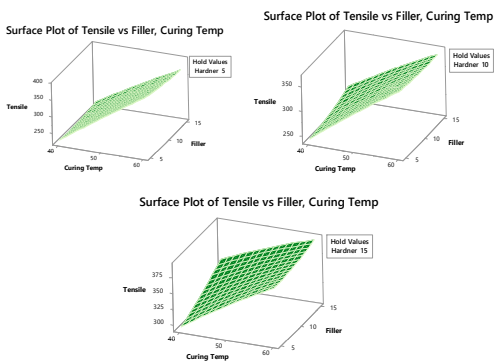 Surface Plot of Tensile vs Filler, Curing Temp
Hold Values
Hardner 5
400
350
300
250
Tensile
40
50
60
Curing Temp
5
10
15
Filler
Surface Plot of Tensile vs Filler, Curing Temp
Hold Values
Hardner 10
350
300
250
Tensile
40
50
60
Curing Temp
5
10
15
Filler
Surface Plot of Tensile vs Filler, Curing Temp
Hold Values
Hardner 15
375
350
325
300
Tensile
40
50
60
Curing Temp
5
10
15
Filler